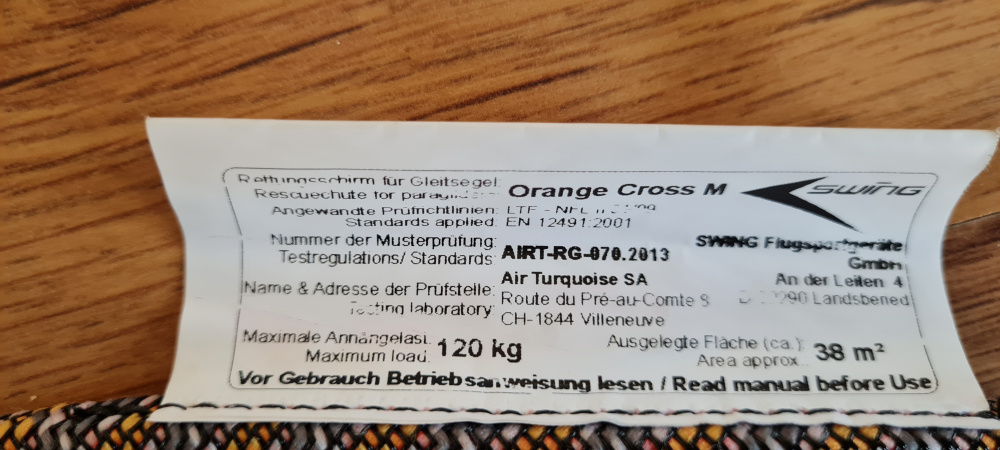 Rettungsschirm für Gleitsegel:
Rescuechute for
Orange Cross M
SWING
Angewandte Prüfrichtlinien: LTF - NFL
Standards applied: EN 12491:2001
Nummer der Musterprüfung:
Testregulations/ Standards:
AIRT-RG-070.2013
SWING Flugsportgeräte
GmbH
An der Leiten 4
Landsberied
Name & Adresse der Prüfstelle:
Testing laboratory
Air Turquoise SA
Route du Pré-au-Comte 8
CH-1844 Villeneuve
Maximale Anhängelast:
Maximum load:
120 kg
Ausgelegte Fläche (ca.):
Area approx.
38 m²
Vor Gebrauch Betriebsanweisung lesen / Read manual before Use